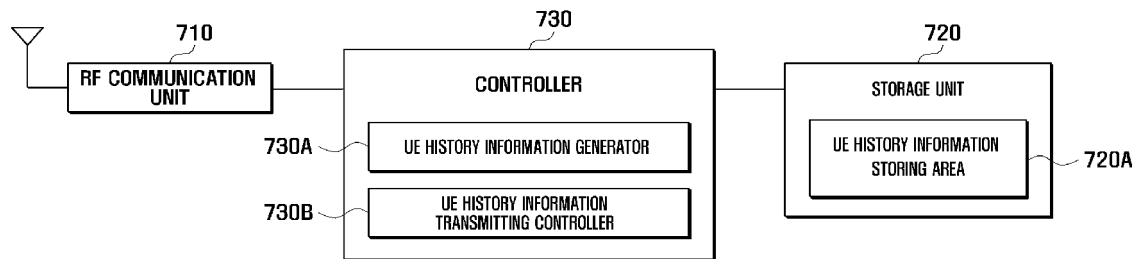 710
RF COMMUNICATION
UNIT
730
CONTROLLER
730A
UE HISTORY INFORMATION GENERATOR
730B
UE HISTORY INFORMATION
TRANSMITTING CONTROLLER
720
STORAGE UNIT
UE HISTORY INFORMATION
STORING AREA
720A